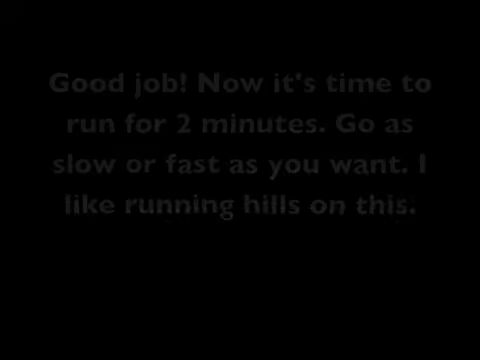 Good job! Now it's time to
run for 2 minutes. Go as
slow or fast as you want. I
like running hills on this.